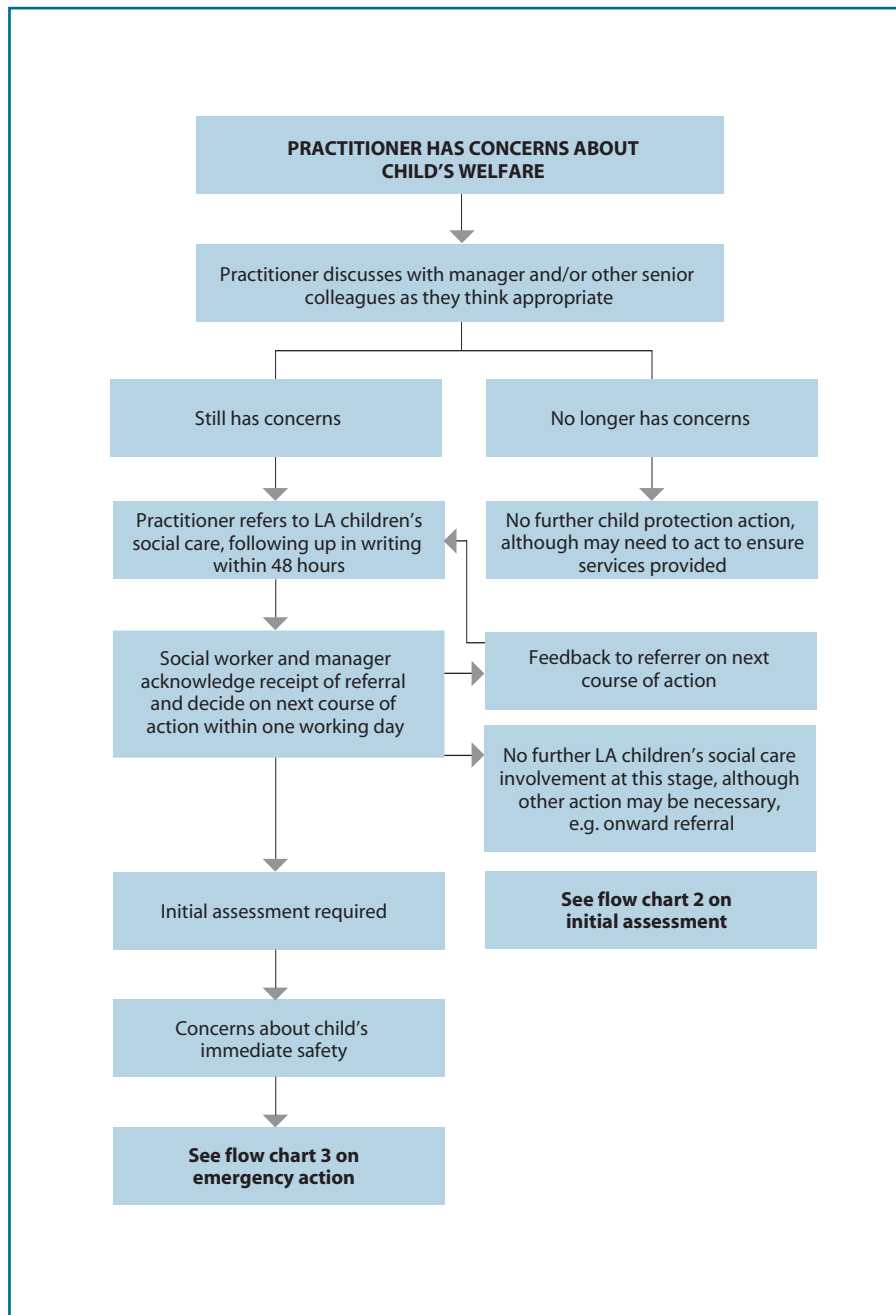 PRACTITIONER HAS CONCERNS ABOUT
CHILD’S WELFARE
Practitioner discusses with manager and/or other senior
colleagues as they think appropriate
Still has concerns
No longer has concerns
Practitioner refers to LA children’s
social care, following up in writing
within 48 hours
No further child protection action,
although may need to act to ensure
services provided
Social worker and manager
acknowledge receipt of referral
and decide on next course of
action within one working day
Feedback to referrer on next
course of action
No further LA children’s social care
involvement at this stage, although
other action may be necessary,
e.g. onward referral
Initial assessment required
See flow chart 2 on
initial assessment
Concerns about child’s
immediate safety
See flow chart 3 on
emergency action